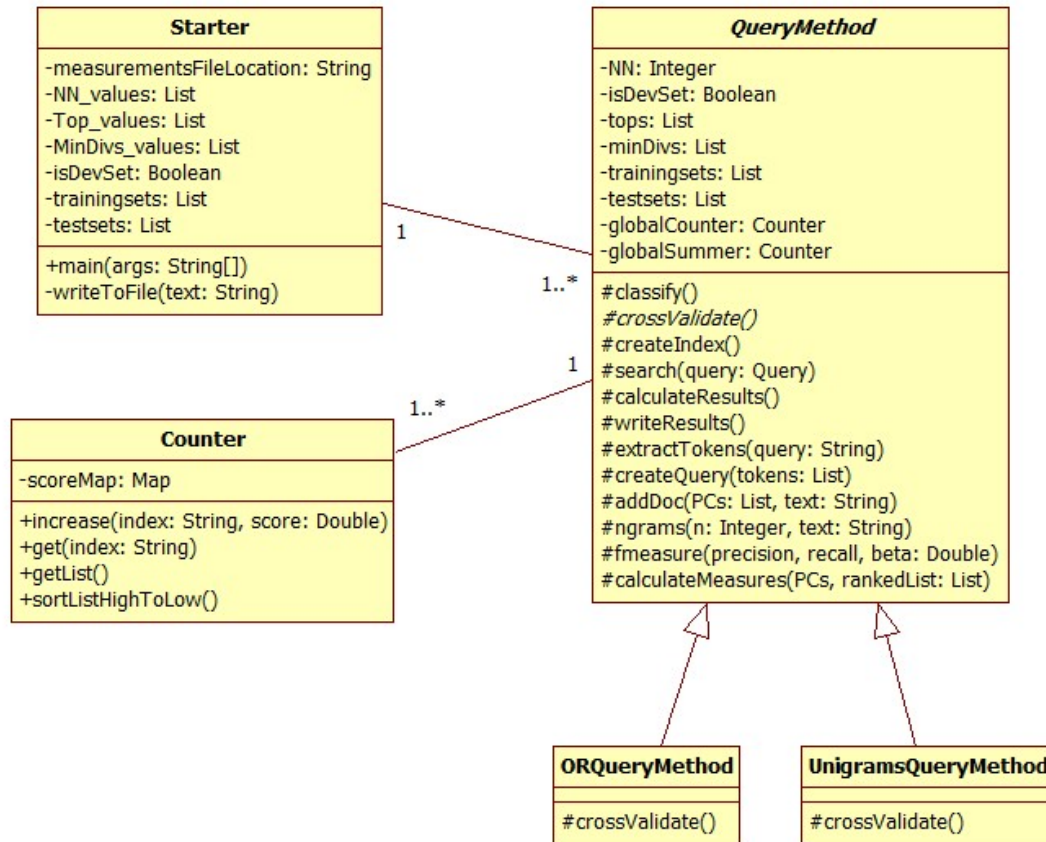 Starter
-measurementsFileLocation: String
-NN_values: List
-Top_values: List
-MinDivs_values: List
-isDevSet: Boolean
-trainingsets: List
-testsets: List
+main(args: String[])
-writeToFile(text: String)
QueryMethod
-NN: Integer
-isDevSet: Boolean
-tops: List
-minDivs: List
-trainingsets: List
-testsets: List
-globalCounter: Counter
-globalSummer: Counter
#classify()
#crossValidate()
#createIndex()
#search(query: Query)
#calculateResults()
#writeResults()
#extractTokens(query: String)
#createQuery(tokens: List)
#addDoc(PCs: List, text: String)
#ngrams(n: Integer, text: String)
#fmeasure(precision, recall, beta: Double)
#calculateMeasures(PCs, rankedList: List)
1
1..*
1
1..*
Counter
-scoreMap: Map
+increase(index: String, score: Double)
+get(index: String)
+getList()
+sortListHighToLow()
ORQueryMethod
#crossValidate()
UnigramsQueryMethod
#crossValidate()